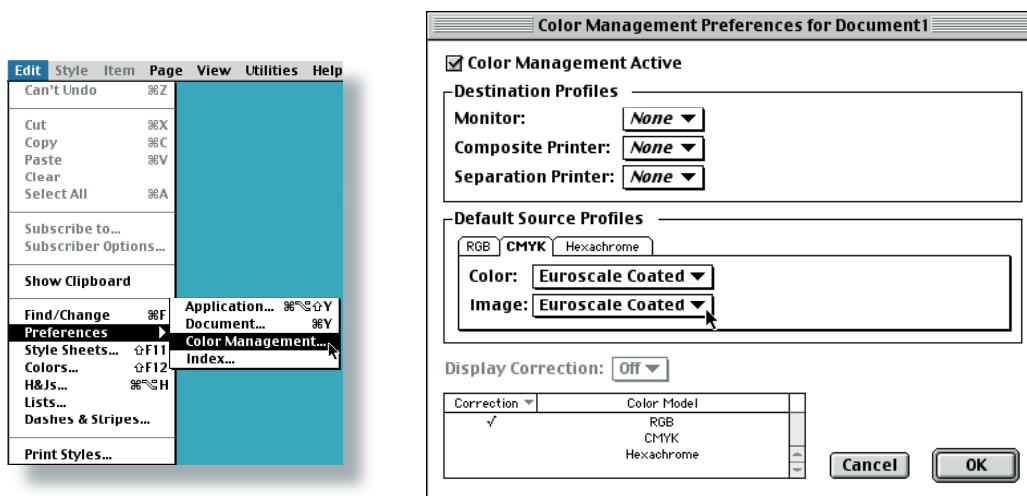 Edit Style Item Page View Utilities Help
Can't Undo ⌘Z
Cut ⌘X
Copy ⌘C
Paste ⌘V
Clear
Select All ⌘A
Subscribe to...
Subscriber Options...
Show Clipboard
Find/Change ⌘F
Preferences
Style Sheets... ⇧F11
Colors... ⇧F12
H&Js... ⌘⌥H
Lists...
Dashes & Stripes...
Print Styles...
Application... ⌘⌥⇧Y
Document... ⌘Y
Color Management...
Index...
Color Management Preferences for Document1
Color Management Active
Destination Profiles
Monitor: None
Composite Printer: None
Separation Printer: None
Default Source Profiles
RGB CMYK Hexachrome
Color: Euroscale Coated
Image: Euroscale Coated
Display Correction: Off
Correction Color Model
√ RGB
CMYK
Hexachrome
Cancel OK